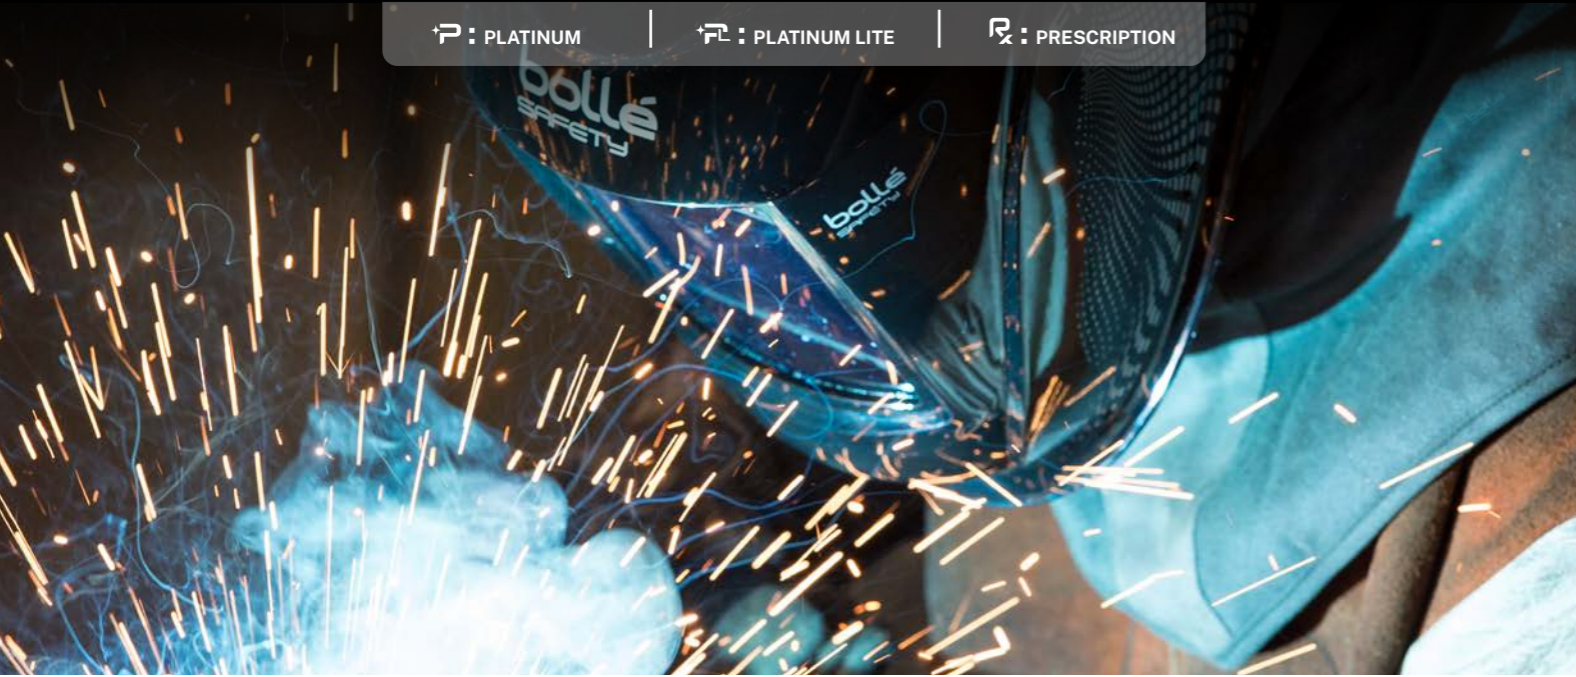 P : PLATINUM | PL : PLATINUM LITE | Rx : PRESCRIPTION
bollé
SAFETY
bollé
SAFETY